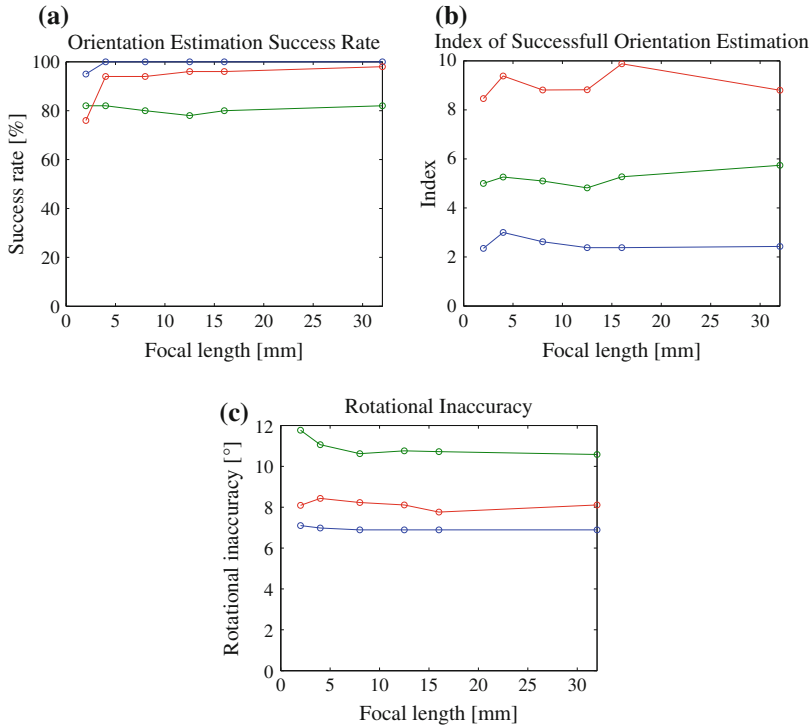 (a)
Orientation Estimation Success Rate
100
80
60
40
20
0
Success rate [%]
0 5 10 15 20 25 30
Focal length [mm]
(b)
Index of Successfull Orientation Estimation
10
8
6
4
2
0
Index
0 5 10 15 20 25 30
Focal length [mm]
(c)
Rotational Inaccuracy
12
10
8
6
4
2
0
Rotational inaccuracy [°]
0 5 10 15 20 25 30
Focal length [mm]